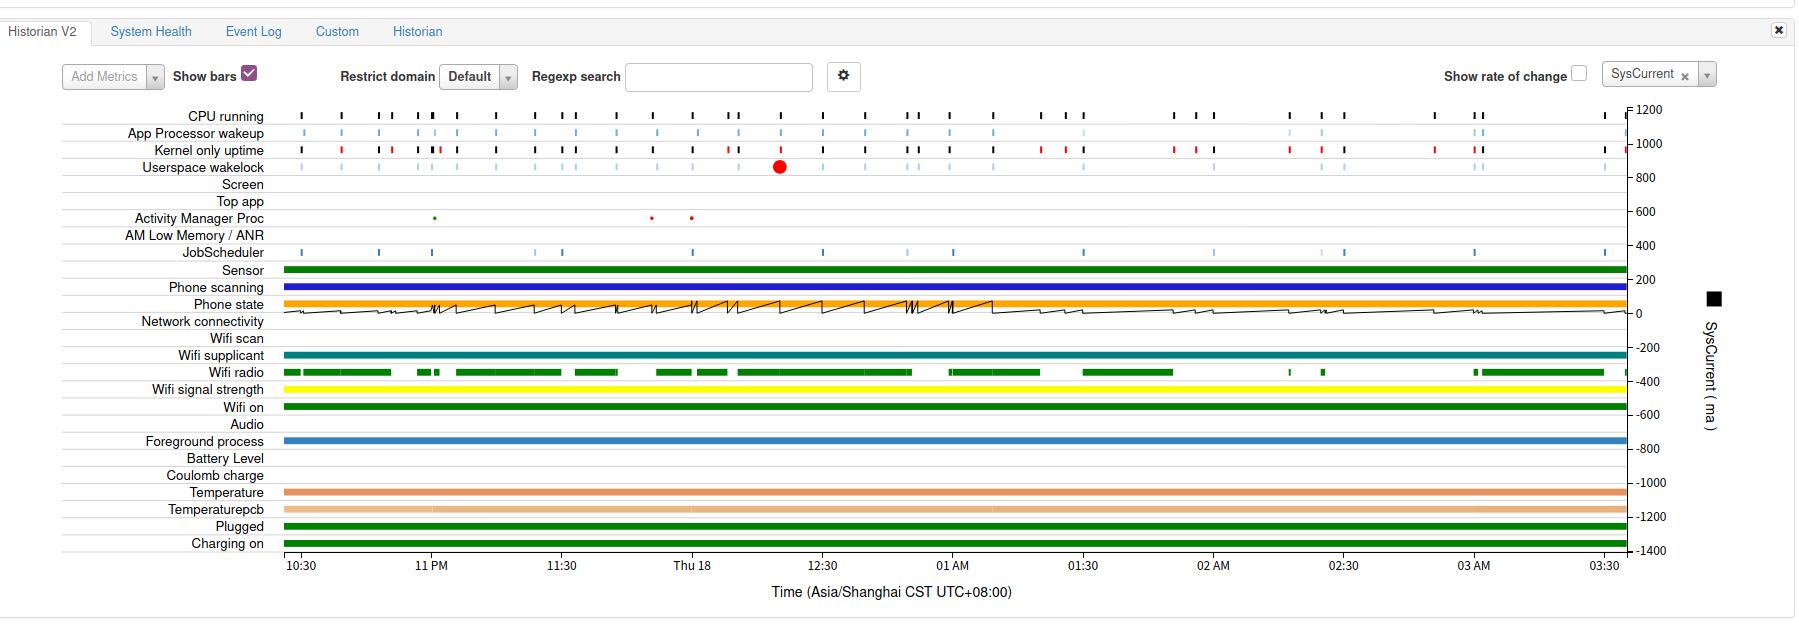 Historian V2 System Health Event Log Custom Historian
Add Metrics Show bars Restrict domain Default Regexp search Show rate of change SysCurrent
CPU running
App Processor wakeup
Kernel only uptime
Userspace wakelock
Screen
Top app
Activity Manager Proc
AM Low Memory / ANR
JobScheduler
Sensor
Phone scanning
Phone state
Network connectivity
Wifi scan
Wifi supplicant
Wifi radio
Wifi signal strength
Wifi on
Audio
Foreground process
Battery Level
Coulomb charge
Temperature
Temperaturepcb
Plugged
Charging on
1200
1000
800
600
400
200
0
-200
-400
-600
-800
-1000
-1200
-1400
SysCurrent ( ma )
10:30 11 PM 11:30 Thu 18 12:30 01 AM 01:30 02 AM 02:30 03 AM 03:30
Time (Asia/Shanghai CST UTC+08:00)